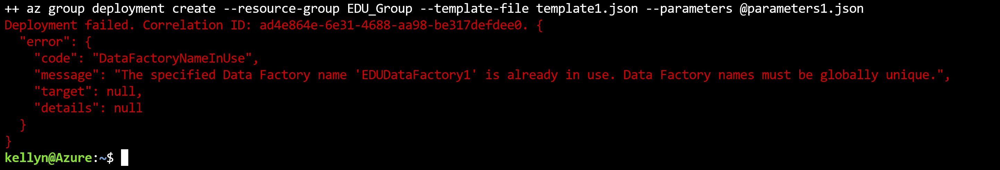 ++ az group deployment create --resource-group EDU_Group --template-file template1.json --parameters @parameters1.json
Deployment failed. Correlation ID: ad4e864e-6e31-4688-aa98-be317defdee0. {
  "error": {
    "code": "DataFactoryNameInUse",
    "message": "The specified Data Factory name 'EDUDataFactory1' is already in use. Data Factory names must be globally unique.",
    "target": null,
    "details": null
  }
}
kellyn@Azure:~$